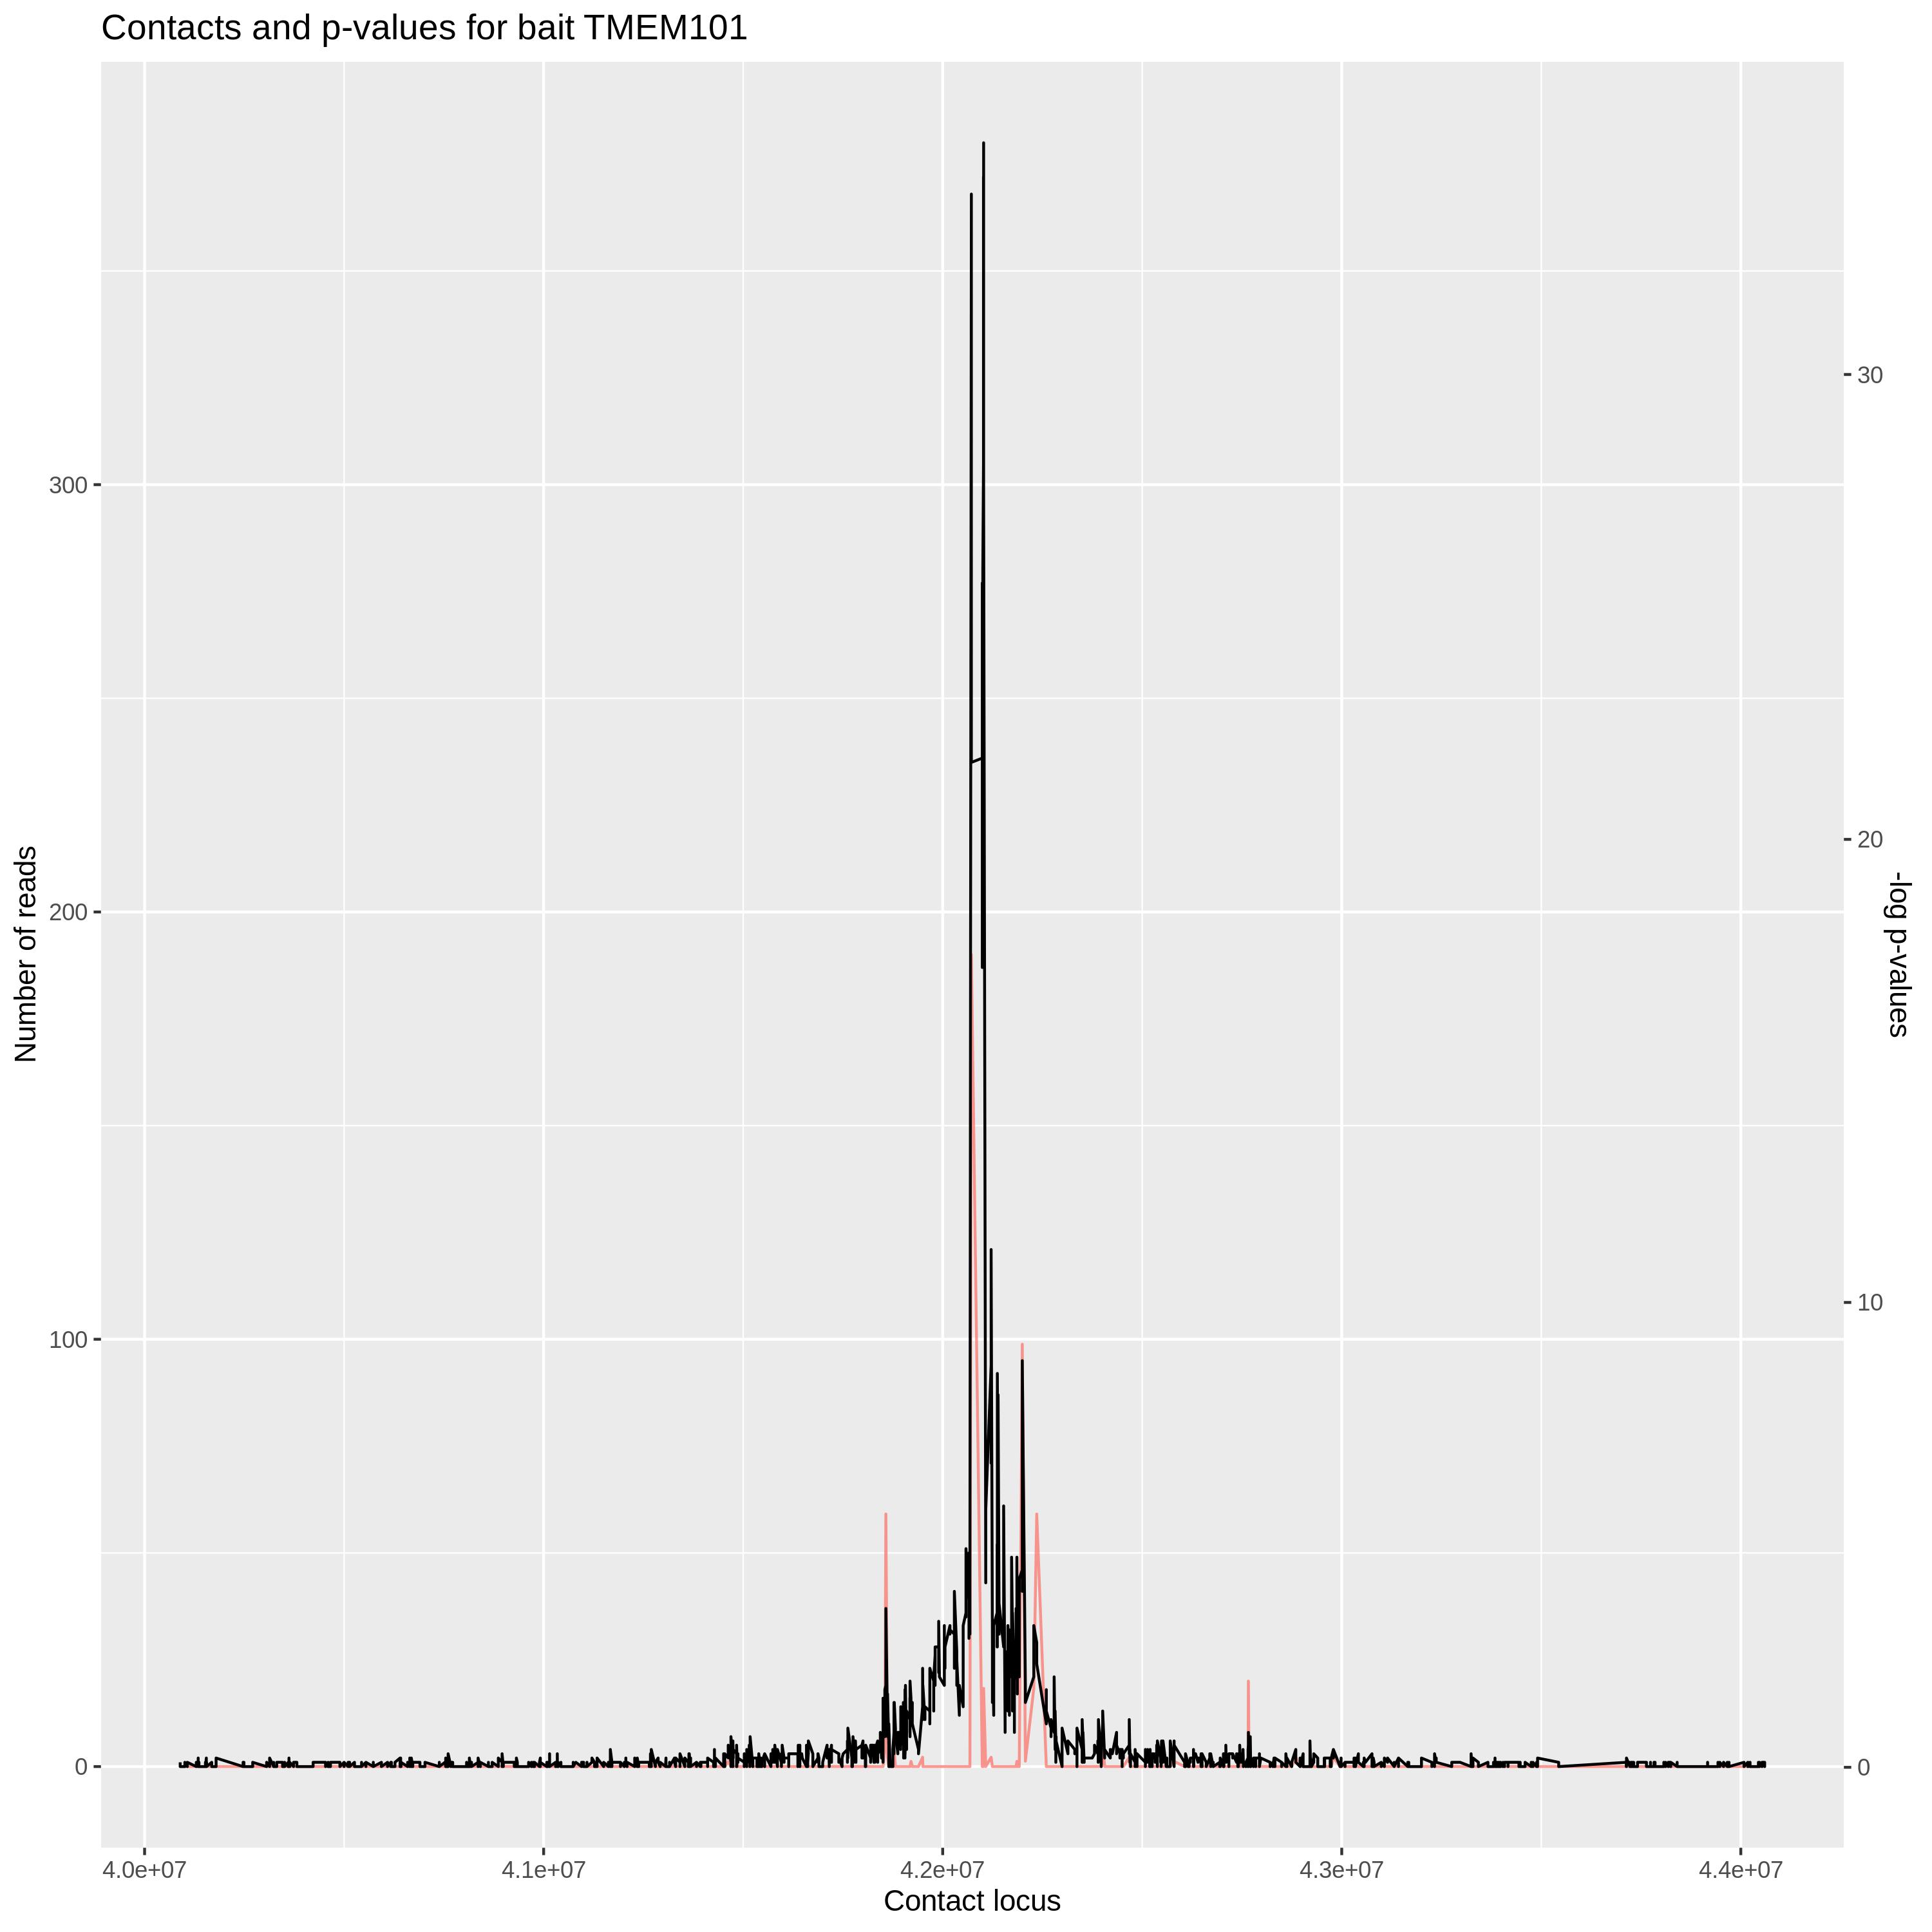 Contacts and p-values for bait TMEM101
300
200
100
0
Number of reads
30
20
10
0
-log p-values
4.0e+07 4.1e+07 4.2e+07 4.3e+07 4.4e+07
Contact locus